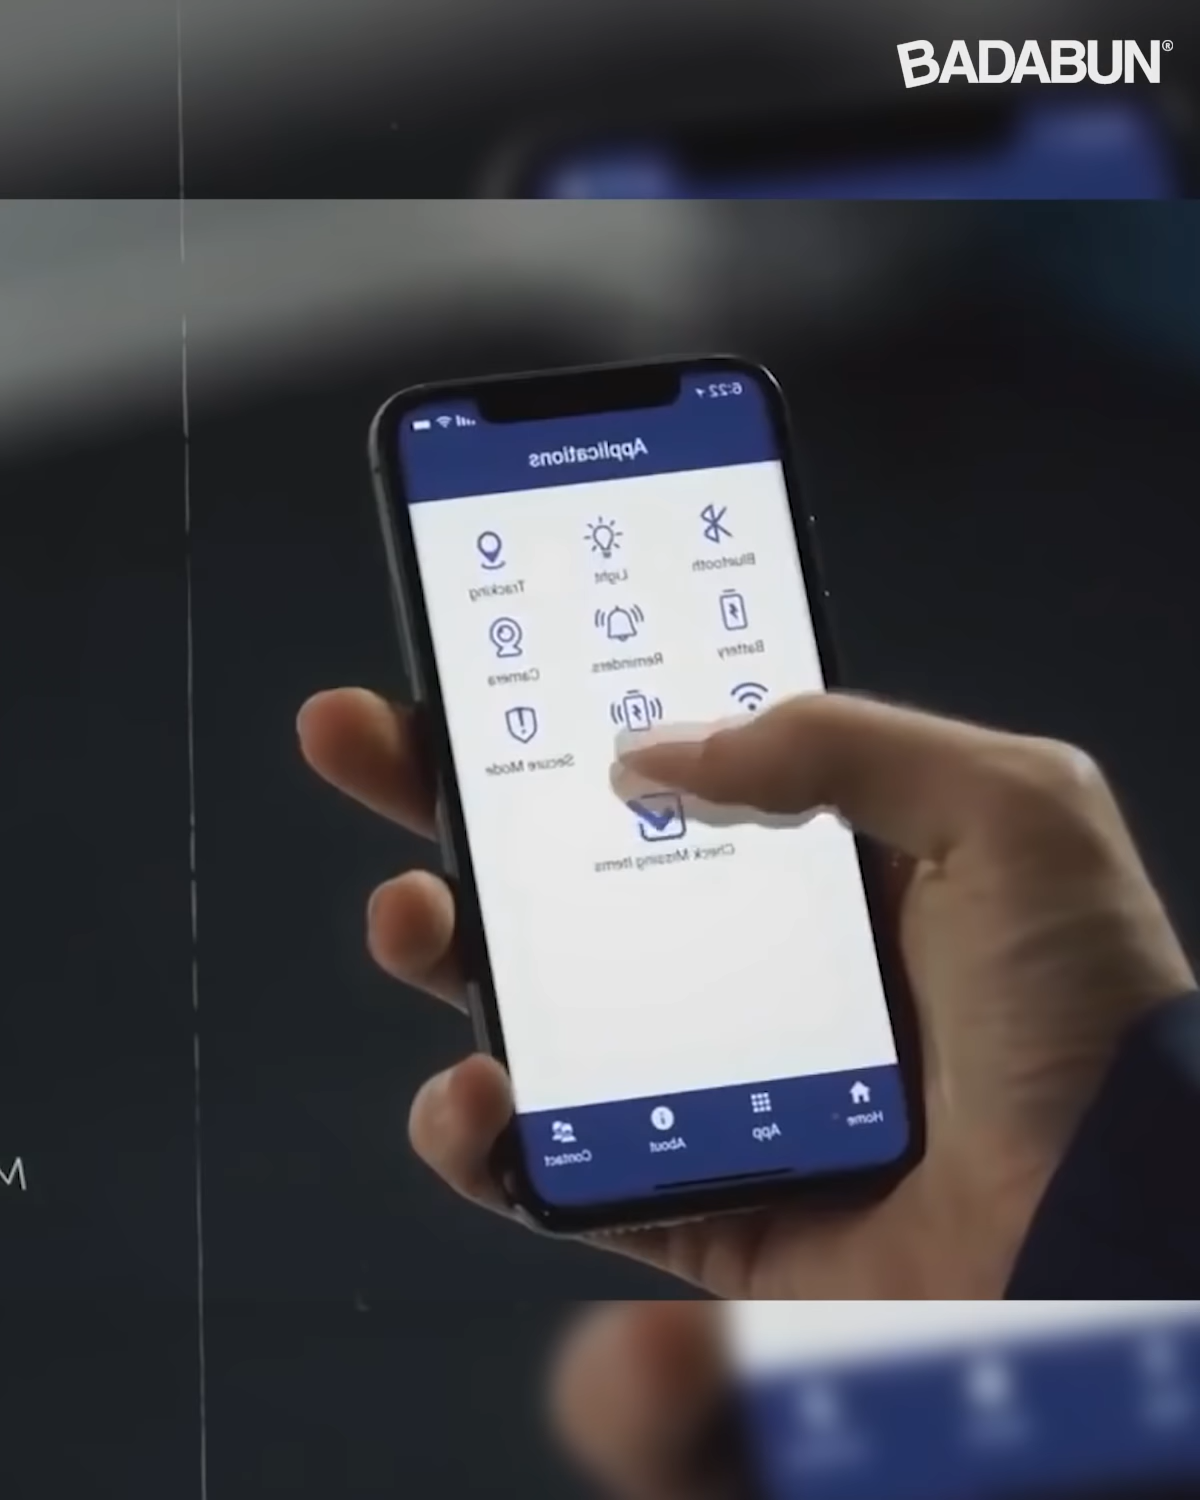 BADABUN®
6:22
Applications
Bluetooth
Light
Tracking
Battery
Reminders
Camera
Secure Mode
Check Missing Items
Home
App
About
Contact
M